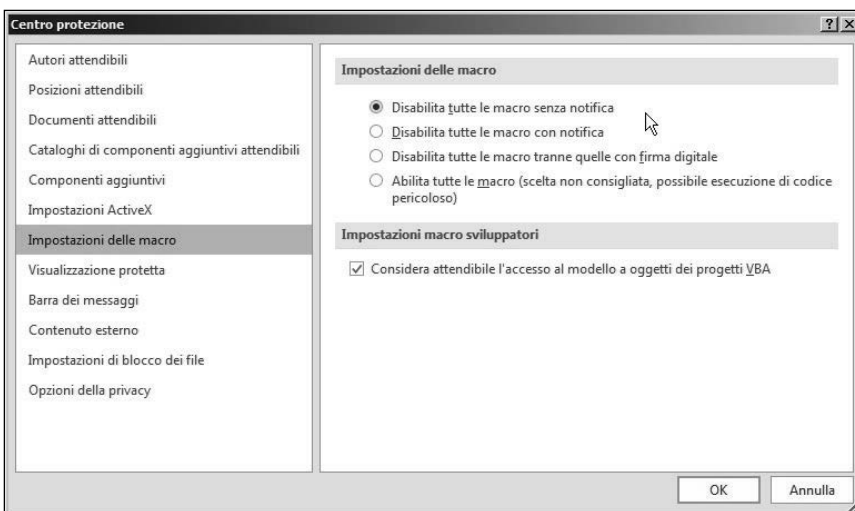 Centro protezione
Autori attendibili
Posizioni attendibili
Documenti attendibili
Cataloghi di componenti aggiuntivi attendibili
Componenti aggiuntivi
Impostazioni ActiveX
Impostazioni delle macro
Visualizzazione protetta
Barra dei messaggi
Contenuto esterno
Impostazioni di blocco dei file
Opzioni della privacy
Impostazioni delle macro
Disabilita tutte le macro senza notifica
Disabilita tutte le macro con notifica
Disabilita tutte le macro tranne quelle con firma digitale
Abilita tutte le macro (scelta non consigliata, possibile esecuzione di codice
pericoloso)
Impostazioni macro sviluppatori
Considera attendibile l'accesso al modello a oggetti dei progetti VBA
OK
Annulla